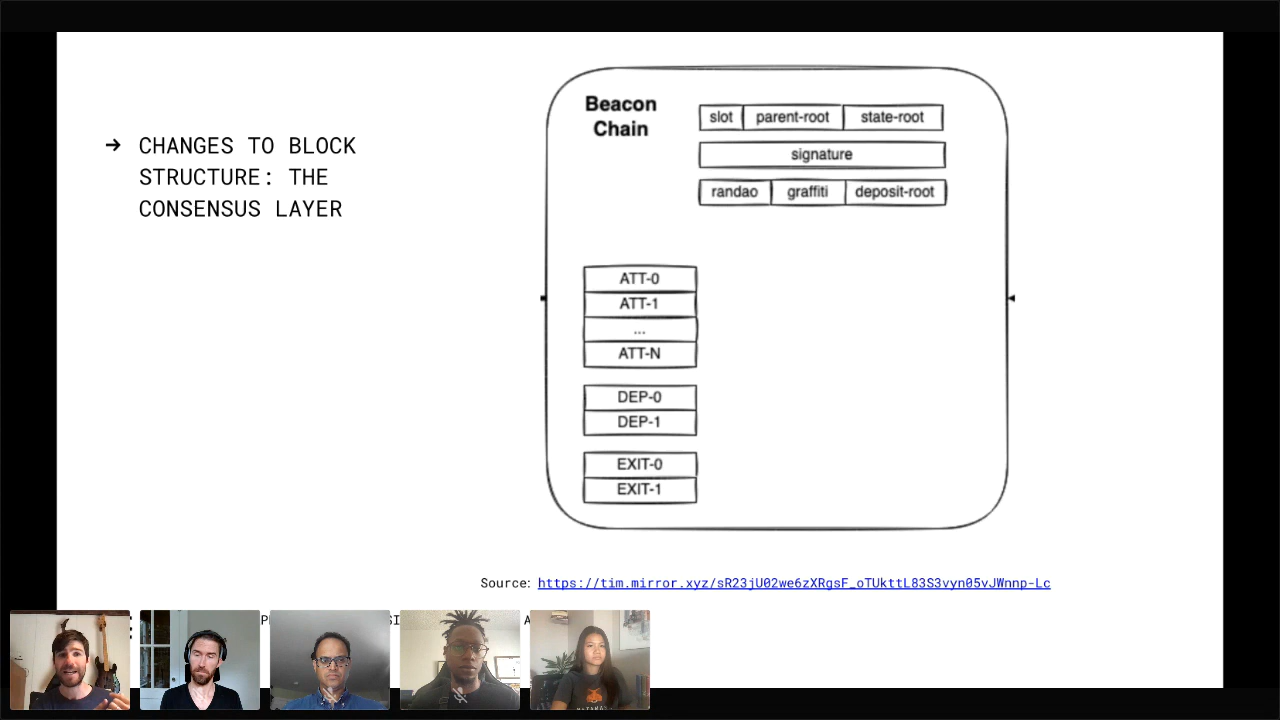 → CHANGES TO BLOCK
STRUCTURE: THE
CONSENSUS LAYER
Beacon
Chain
slot parent-root state-root
signature
randao graffiti deposit-root
ATT-0
ATT-1
...
ATT-N
DEP-0
DEP-1
EXIT-0
EXIT-1
Source: https://tim.mirror.xyz/sR23jU02we6zXRgsF_oTUkttL83S3vyn05vJWnnp-Lc